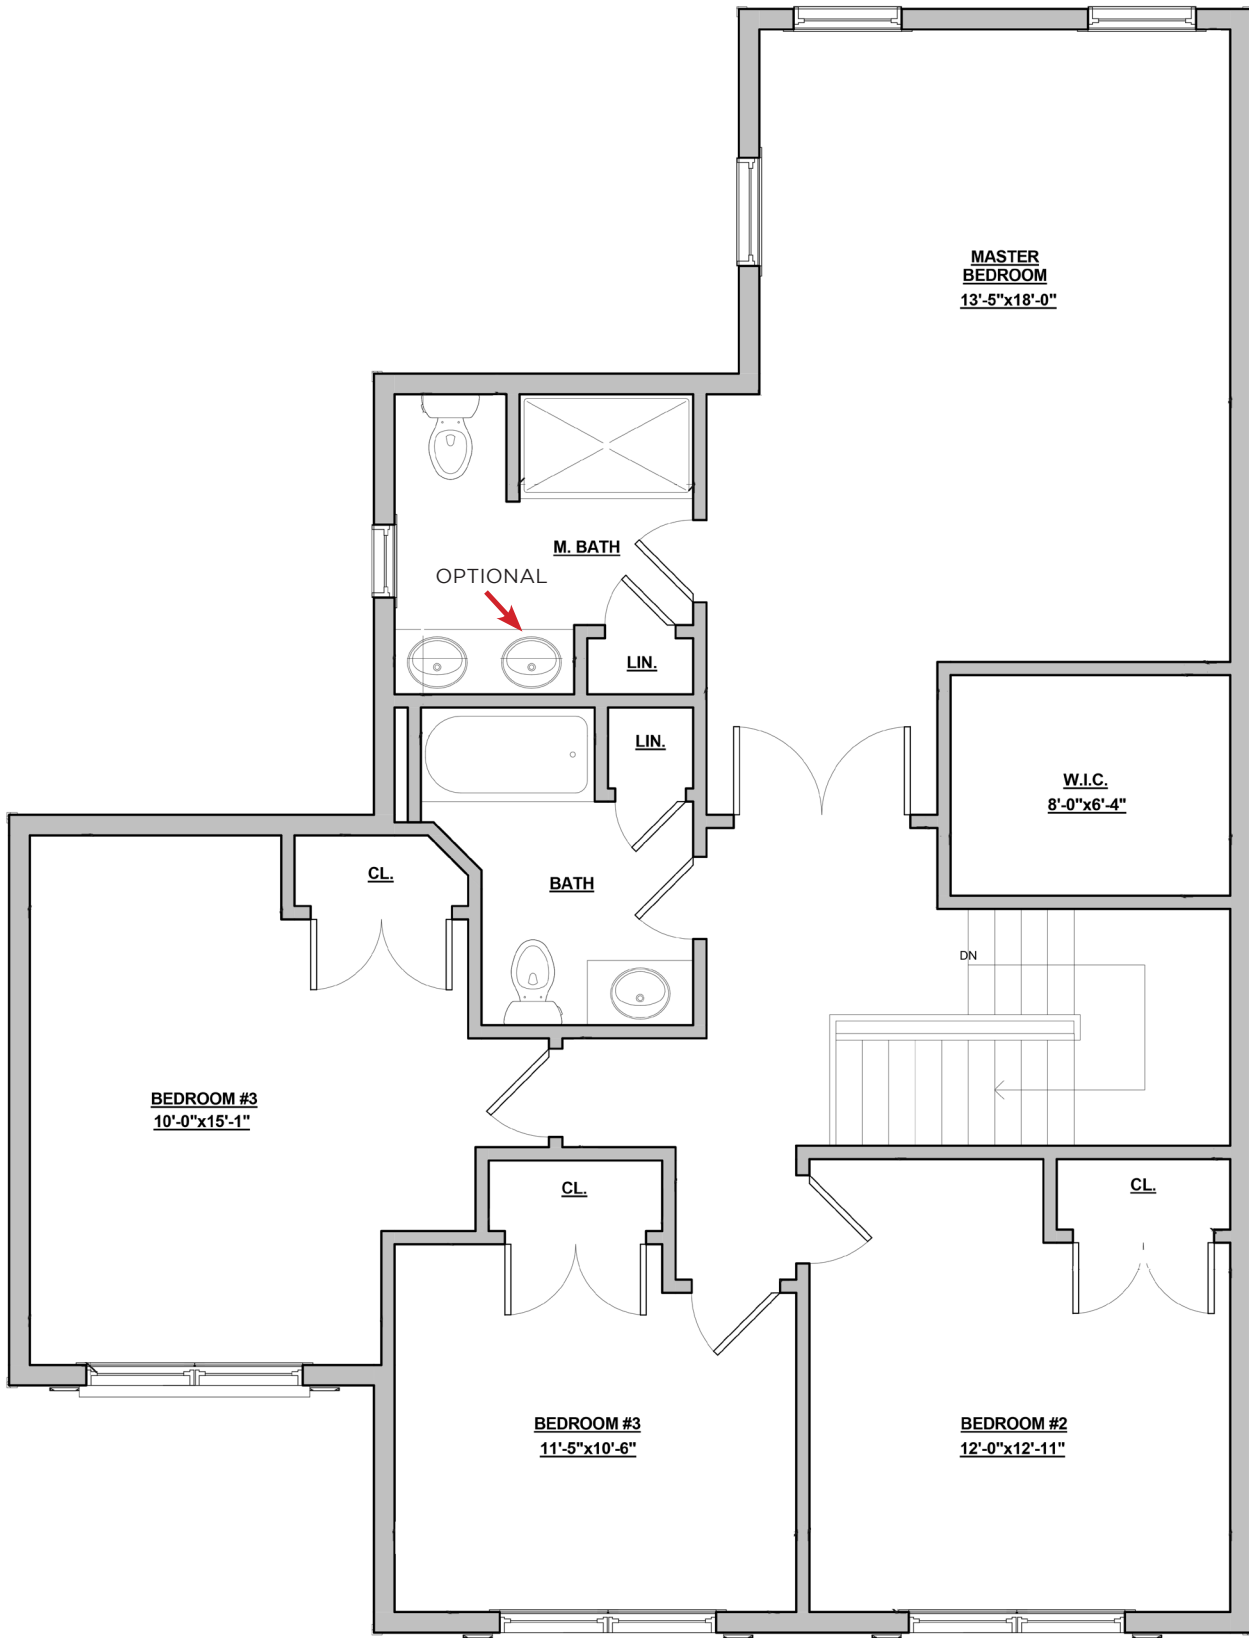 MASTER
BEDROOM
13'-5"x18'-0"
M. BATH
OPTIONAL
LIN.
LIN.
W.I.C.
8'-0"x6'-4"
CL.
BATH
DN
BEDROOM #3
10'-0"x15'-1"
CL.
CL.
BEDROOM #3
11'-5"x10'-6"
BEDROOM #2
12'-0"x12'-11"